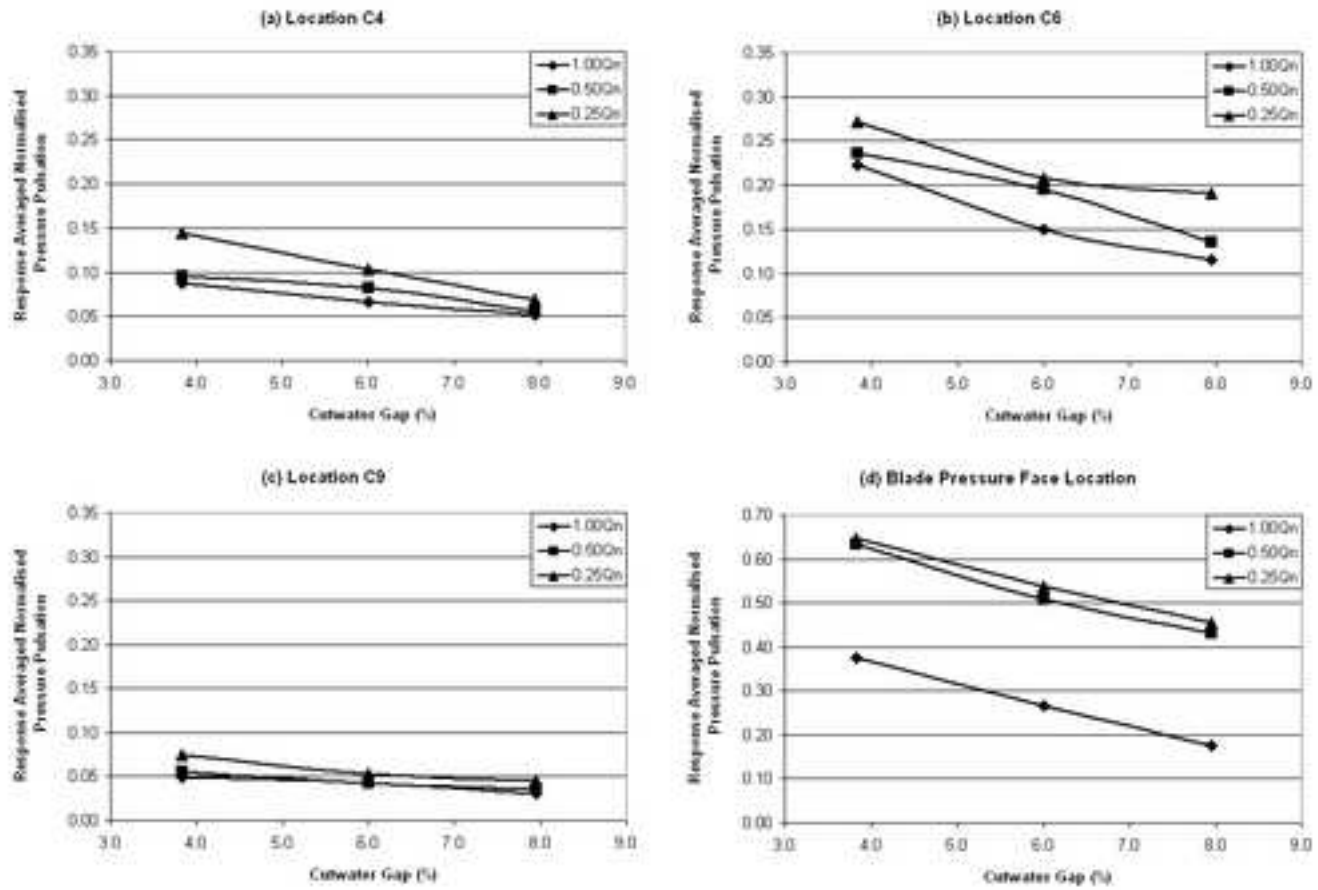 (a) Location C4
Response Averaged Normalised
Pressure Pulsation
0.35
0.30
0.25
0.20
0.15
0.10
0.05
0.00
3.0 4.0 5.0 6.0 7.0 8.0 9.0
Cutwater Gap (%)
1.00Qn
0.50Qn
0.25Qn
(b) Location C6
Response Averaged Normalised
Pressure Pulsation
0.35
0.30
0.25
0.20
0.15
0.10
0.05
0.00
3.0 4.0 5.0 6.0 7.0 8.0 9.0
Cutwater Gap (%)
1.00Qn
0.50Qn
0.25Qn
(c) Location C9
Response Averaged Normalised
Pressure Pulsation
0.35
0.30
0.25
0.20
0.15
0.10
0.05
0.00
3.0 4.0 5.0 6.0 7.0 8.0 9.0
Cutwater Gap (%)
1.00Qn
0.50Qn
0.25Qn
(d) Blade Pressure Face Location
Response Averaged Normalised
Pressure Pulsation
0.70
0.60
0.50
0.40
0.30
0.20
0.10
0.00
3.0 4.0 5.0 6.0 7.0 8.0 9.0
Cutwater Gap (%)
1.00Qn
0.50Qn
0.25Qn